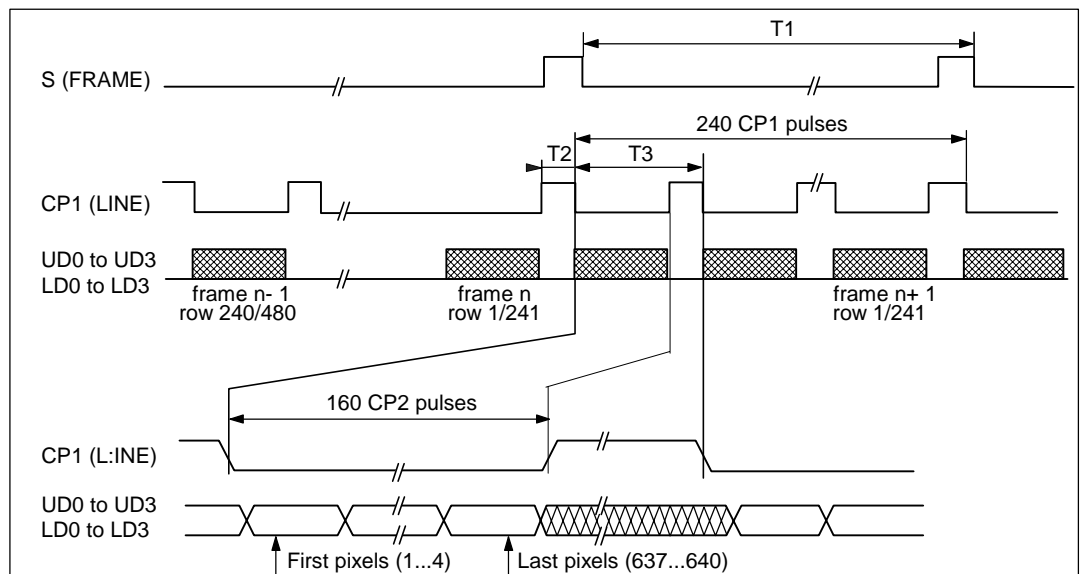 T1
S (FRAME)
240 CP1 pulses
T2
T3
CP1 (LINE)
UD0 to UD3
LD0 to LD3
frame n- 1
row 240/480
frame n
row 1/241
frame n+ 1
row 1/241
160 CP2 pulses
CP1 (L:INE)
UD0 to UD3
LD0 to LD3
First pixels (1...4)
Last pixels (637...640)